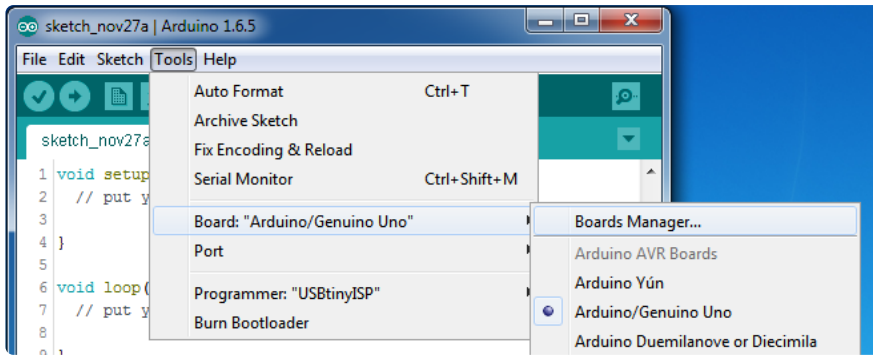 sketch_nov27a | Arduino 1.6.5
File Edit Sketch Tools Help
Auto Format Ctrl+T
Archive Sketch
sketch_nov27a
Fix Encoding & Reload
1 void setup
Serial Monitor Ctrl+Shift+M
2 // put y
3
Board: "Arduino/Genuino Uno"
Boards Manager...
4 }
Port
Arduino AVR Boards
5
Arduino Yún
6 void loop(
Programmer: "USBtinyISP"
Arduino/Genuino Uno
7 // put y
Burn Bootloader
8
Arduino Duemilanove or Diecimila
9 }